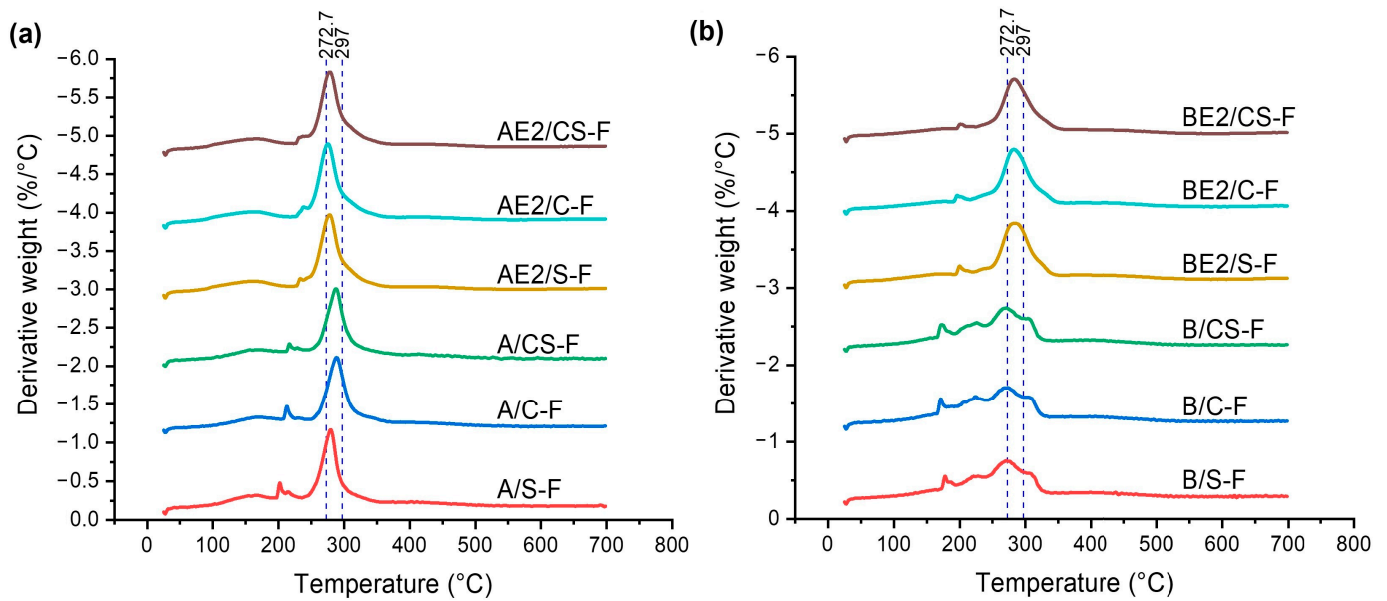 (a)
272.7
297
−6.0
−5.5
−5.0
−4.5
−4.0
−3.5
−3.0
−2.5
−2.0
−1.5
−1.0
−0.5
0.0
Derivative weight (%/°C)
AE2/CS-F
AE2/C-F
AE2/S-F
A/CS-F
A/C-F
A/S-F
0 100 200 300 400 500 600 700 800
Temperature (°C)
(b)
272.7
297
−6
−5
−4
−3
−2
−1
0
Derivative weight (%/°C)
BE2/CS-F
BE2/C-F
BE2/S-F
B/CS-F
B/C-F
B/S-F
0 100 200 300 400 500 600 700 800
Temperature (°C)